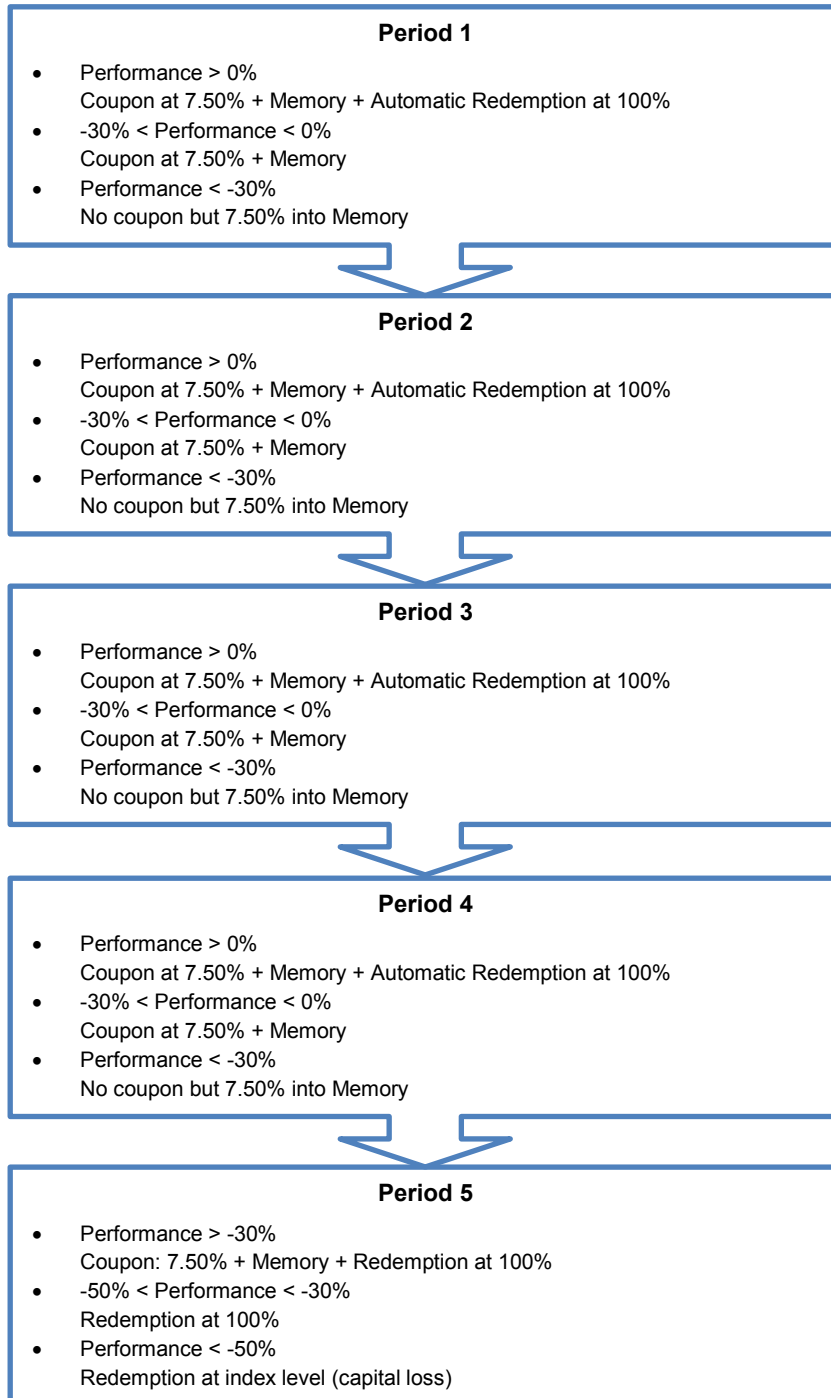 Period 1
• Performance > 0%
Coupon at 7.50% + Memory + Automatic Redemption at 100%
• -30% < Performance < 0%
Coupon at 7.50% + Memory
• Performance < -30%
No coupon but 7.50% into Memory
Period 2
• Performance > 0%
Coupon at 7.50% + Memory + Automatic Redemption at 100%
• -30% < Performance < 0%
Coupon at 7.50% + Memory
• Performance < -30%
No coupon but 7.50% into Memory
Period 3
• Performance > 0%
Coupon at 7.50% + Memory + Automatic Redemption at 100%
• -30% < Performance < 0%
Coupon at 7.50% + Memory
• Performance < -30%
No coupon but 7.50% into Memory
Period 4
• Performance > 0%
Coupon at 7.50% + Memory + Automatic Redemption at 100%
• -30% < Performance < 0%
Coupon at 7.50% + Memory
• Performance < -30%
No coupon but 7.50% into Memory
Period 5
• Performance > -30%
Coupon: 7.50% + Memory + Redemption at 100%
• -50% < Performance < -30%
Redemption at 100%
• Performance < -50%
Redemption at index level (capital loss)